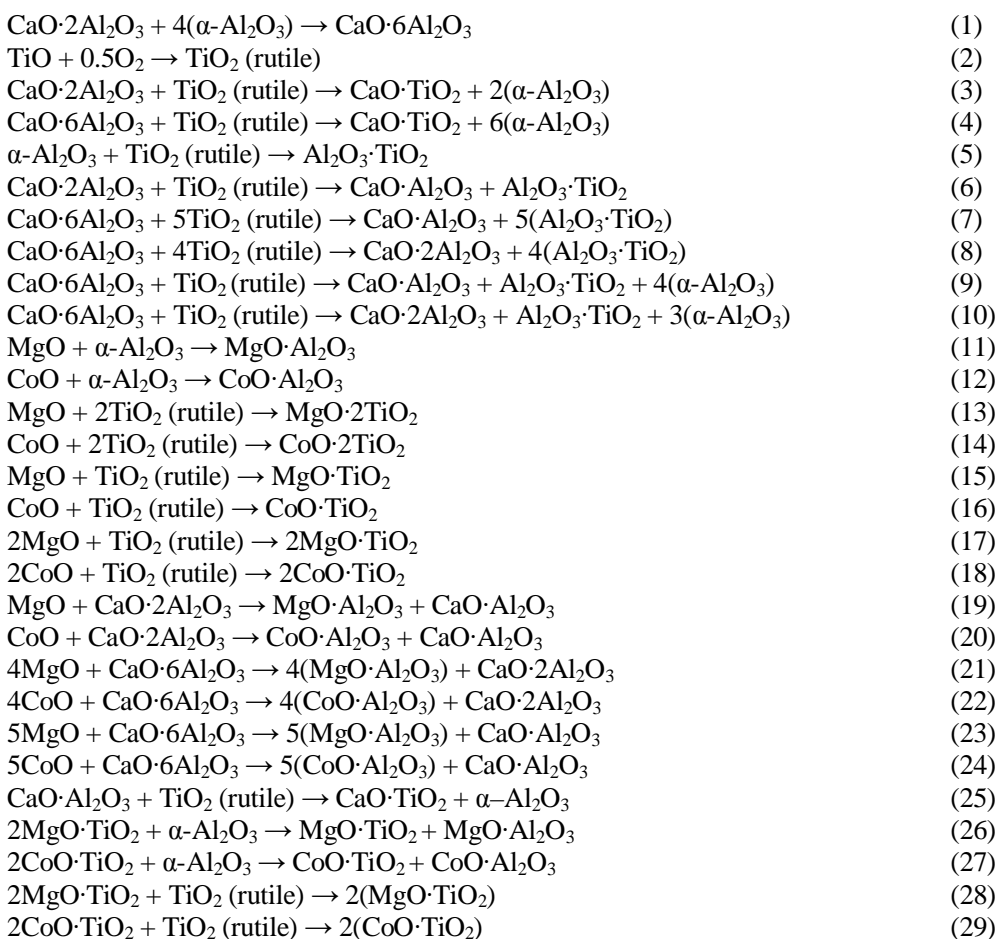 CaO·2Al₂O₃ + 4(α-Al₂O₃) → CaO·6Al₂O₃ (1)
TiO + 0.5O₂ → TiO₂ (rutile) (2)
CaO·2Al₂O₃ + TiO₂ (rutile) → CaO·TiO₂ + 2(α-Al₂O₃) (3)
CaO·6Al₂O₃ + TiO₂ (rutile) → CaO·TiO₂ + 6(α-Al₂O₃) (4)
α-Al₂O₃ + TiO₂ (rutile) → Al₂O₃·TiO₂ (5)
CaO·2Al₂O₃ + TiO₂ (rutile) → CaO·Al₂O₃ + Al₂O₃·TiO₂ (6)
CaO·6Al₂O₃ + 5TiO₂ (rutile) → CaO·Al₂O₃ + 5(Al₂O₃·TiO₂) (7)
CaO·6Al₂O₃ + 4TiO₂ (rutile) → CaO·2Al₂O₃ + 4(Al₂O₃·TiO₂) (8)
CaO·6Al₂O₃ + TiO₂ (rutile) → CaO·Al₂O₃ + Al₂O₃·TiO₂ + 4(α-Al₂O₃) (9)
CaO·6Al₂O₃ + TiO₂ (rutile) → CaO·2Al₂O₃ + Al₂O₃·TiO₂ + 3(α-Al₂O₃) (10)
MgO + α-Al₂O₃ → MgO·Al₂O₃ (11)
CoO + α-Al₂O₃ → CoO·Al₂O₃ (12)
MgO + 2TiO₂ (rutile) → MgO·2TiO₂ (13)
CoO + 2TiO₂ (rutile) → CoO·2TiO₂ (14)
MgO + TiO₂ (rutile) → MgO·TiO₂ (15)
CoO + TiO₂ (rutile) → CoO·TiO₂ (16)
2MgO + TiO₂ (rutile) → 2MgO·TiO₂ (17)
2CoO + TiO₂ (rutile) → 2CoO·TiO₂ (18)
MgO + CaO·2Al₂O₃ → MgO·Al₂O₃ + CaO·Al₂O₃ (19)
CoO + CaO·2Al₂O₃ → CoO·Al₂O₃ + CaO·Al₂O₃ (20)
4MgO + CaO·6Al₂O₃ → 4(MgO·Al₂O₃) + CaO·2Al₂O₃ (21)
4CoO + CaO·6Al₂O₃ → 4(CoO·Al₂O₃) + CaO·2Al₂O₃ (22)
5MgO + CaO·6Al₂O₃ → 5(MgO·Al₂O₃) + CaO·Al₂O₃ (23)
5CoO + CaO·6Al₂O₃ → 5(CoO·Al₂O₃) + CaO·Al₂O₃ (24)
CaO·Al₂O₃ + TiO₂ (rutile) → CaO·TiO₂ + α–Al₂O₃ (25)
2MgO·TiO₂ + α-Al₂O₃ → MgO·TiO₂ + MgO·Al₂O₃ (26)
2CoO·TiO₂ + α-Al₂O₃ → CoO·TiO₂ + CoO·Al₂O₃ (27)
2MgO·TiO₂ + TiO₂ (rutile) → 2(MgO·TiO₂) (28)
2CoO·TiO₂ + TiO₂ (rutile) → 2(CoO·TiO₂) (29)